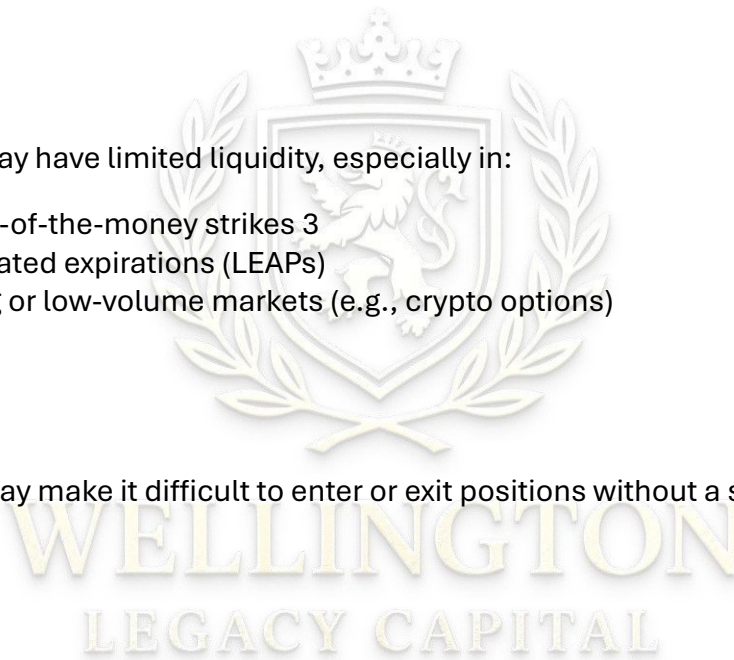 ay have limited liquidity, especially in:
-of-the-money strikes 3
ated expirations (LEAPs)
g or low-volume markets (e.g., crypto options)
ay make it difficult to enter or exit positions without a s
WELLINGTON
LEGACY CAPITAL